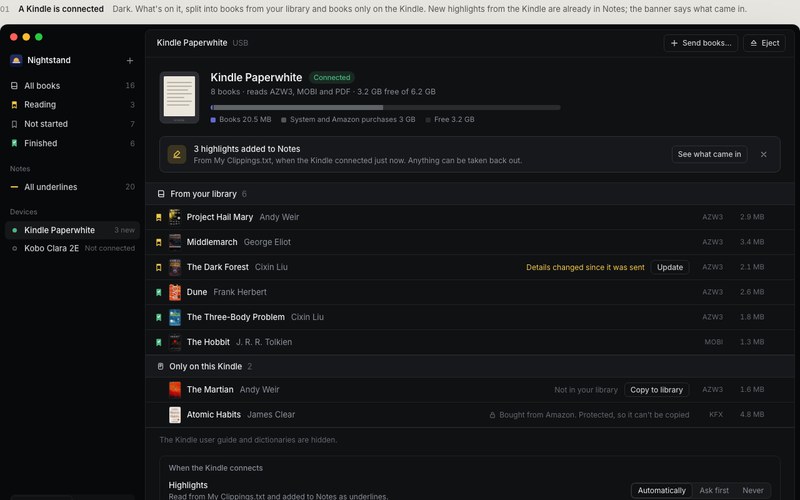 01 A Kindle is connected Dark. What's on it, split into books from your library and books only on the Kindle. New highlights from the Kindle are already in Notes; the banner says what came in.
Nightstand +
All books 16
Reading 3
Not started 7
Finished 6
Notes
All underlines 20
Devices
Kindle Paperwhite 3 new
Kobo Clara 2E Not connected
Kindle Paperwhite USB
+ Send books... Eject
Kindle Paperwhite Connected
8 books · reads AZW3, MOBI and PDF · 3.2 GB free of 6.2 GB
Books 20.5 MB System and Amazon purchases 3 GB Free 3.2 GB
3 highlights added to Notes
From My Clippings.txt, when the Kindle connected just now. Anything can be taken back out.
See what came in
From your library 6
Project Hail Mary Andy Weir AZW3 2.9 MB
Middlemarch George Eliot AZW3 3.4 MB
The Dark Forest Cixin Liu Details changed since it was sent Update AZW3 2.1 MB
Dune Frank Herbert AZW3 2.6 MB
The Three-Body Problem Cixin Liu AZW3 1.8 MB
The Hobbit J. R. R. Tolkien MOBI 1.3 MB
Only on this Kindle 2
The Martian Andy Weir Not in your library Copy to library AZW3 1.6 MB
Atomic Habits James Clear Bought from Amazon. Protected, so it can't be copied KFX 4.8 MB
The Kindle user guide and dictionaries are hidden.
When the Kindle connects
Highlights
Read from My Clippings.txt and added to Notes as underlines.
Automatically Ask first Never